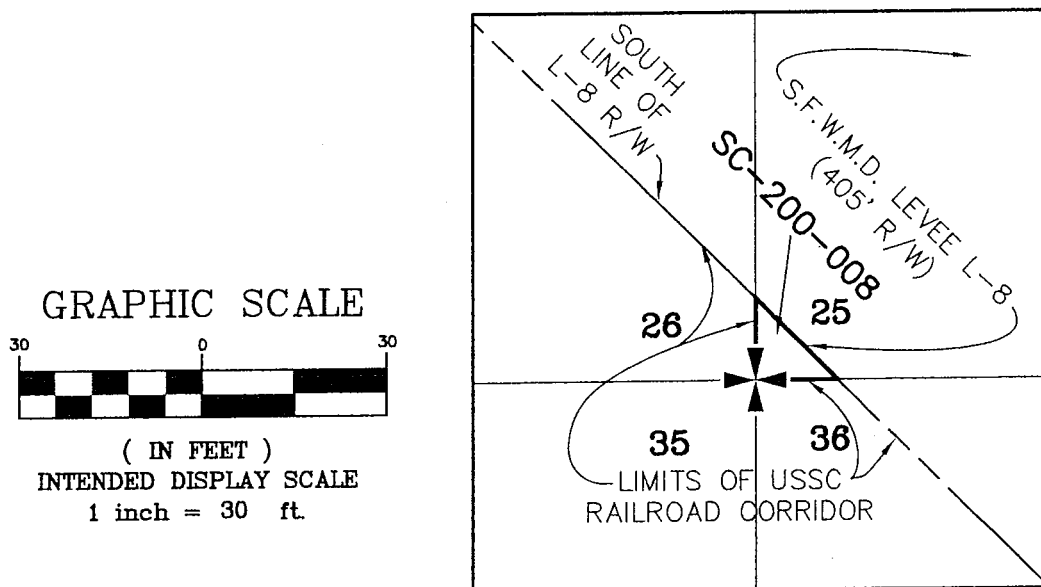 GRAPHIC SCALE
30 0 30
( IN FEET )
INTENDED DISPLAY SCALE
1 inch = 30 ft.
SOUTH
LINE OF
L-8 R/W
S.F.W.M.D. LEVEE L-8
(405' R/W)
SC-200-008
26
25
35
36
LIMITS OF USSC
RAILROAD CORRIDOR